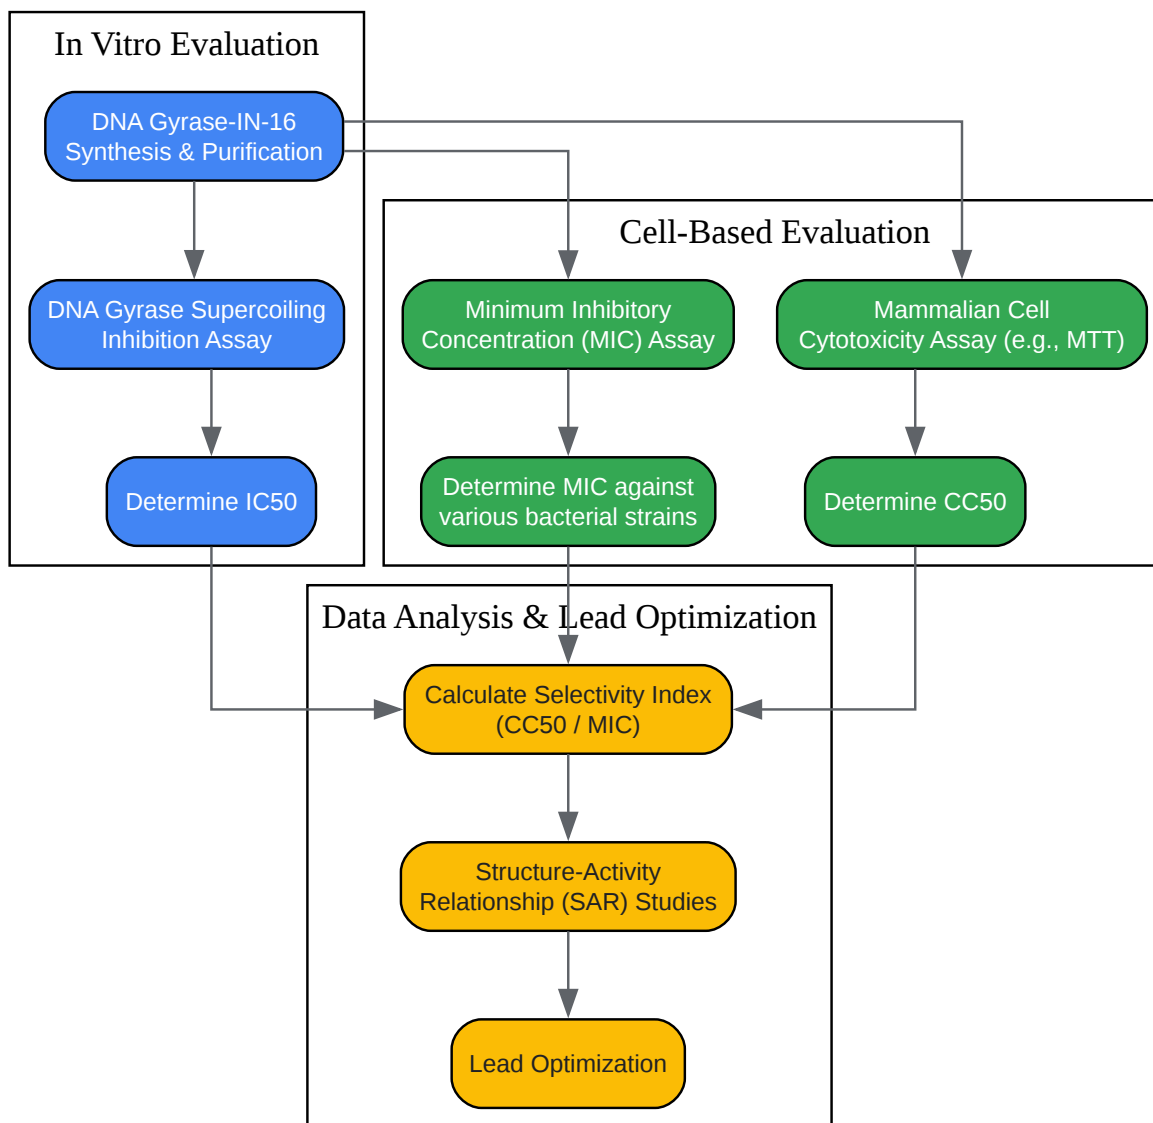 In Vitro Evaluation
DNA Gyrase-IN-16
Synthesis & Purification
DNA Gyrase Supercoiling
Inhibition Assay
Determine IC50
Cell-Based Evaluation
Minimum Inhibitory
Concentration (MIC) Assay
Mammalian Cell
Cytotoxicity Assay (e.g., MTT)
Determine MIC against
various bacterial strains
Determine CC50
Data Analysis & Lead Optimization
Calculate Selectivity Index
(CC50 / MIC)
Structure-Activity
Relationship (SAR) Studies
Lead Optimization